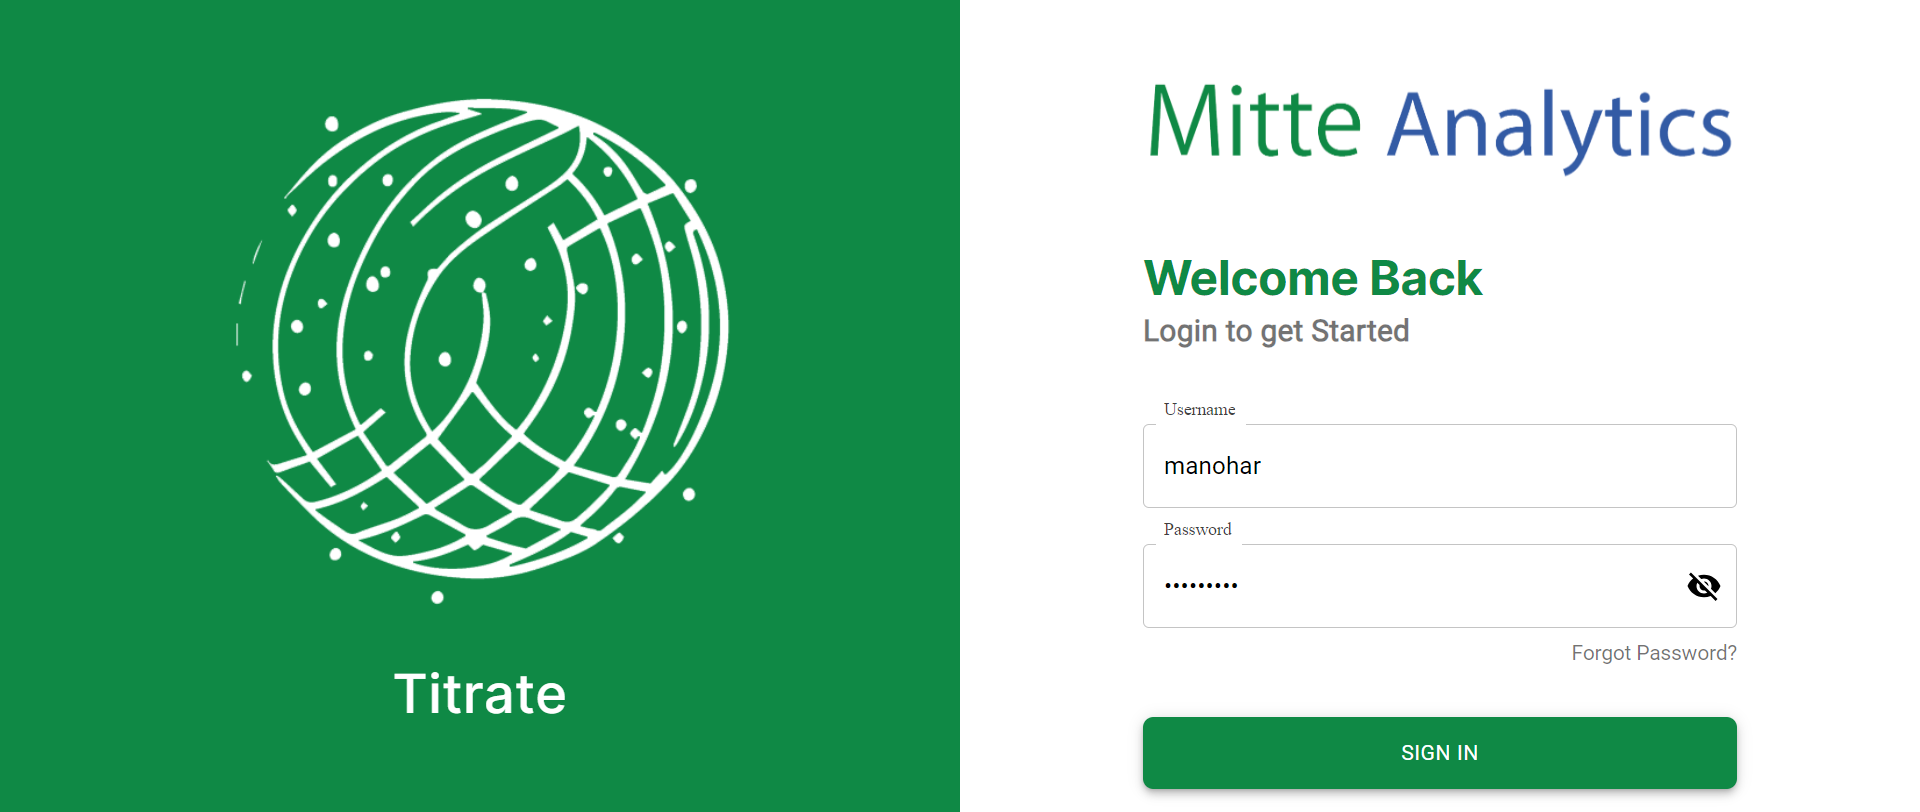 Titrate
Mitte Analytics
Welcome Back
Login to get Started
Username
manohar
Password
•••••••••
Forgot Password?
SIGN IN